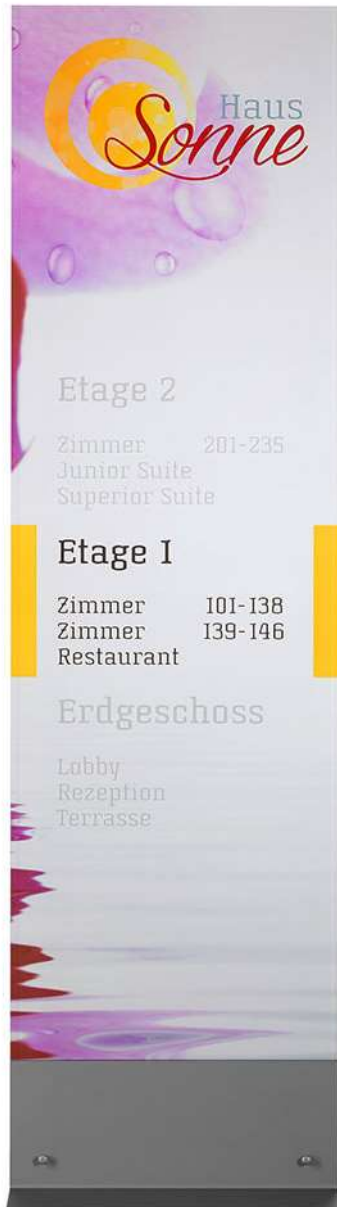 Haus
Sonne
Etage 2
Zimmer 201-235
Junior Suite
Superior Suite
Etage 1
Zimmer 101-138
Zimmer 139-146
Restaurant
Erdgeschoss
Lobby
Rezeption
Terrasse